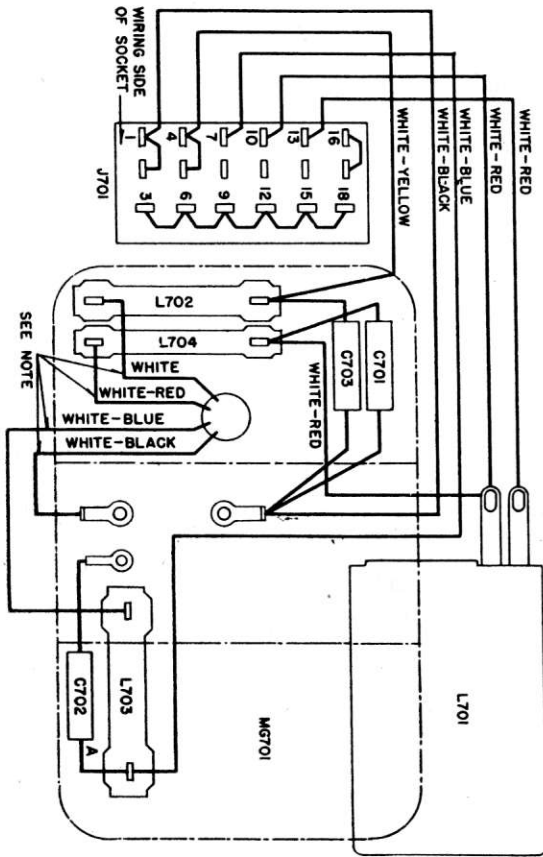 WIRING SIDE
OF SOCKET
1
4
7
10
13
16
3
6
9
12
15
18
J701
WHITE-YELLOW
WHITE-BLACK
WHITE-BLUE
WHITE-RED
WHITE-RED
SEE NOTE
L702
L704
WHITE
WHITE-RED
WHITE-BLUE
WHITE-BLACK
C703
C701
WHITE-RED
C702
A
L703
MG701
L701